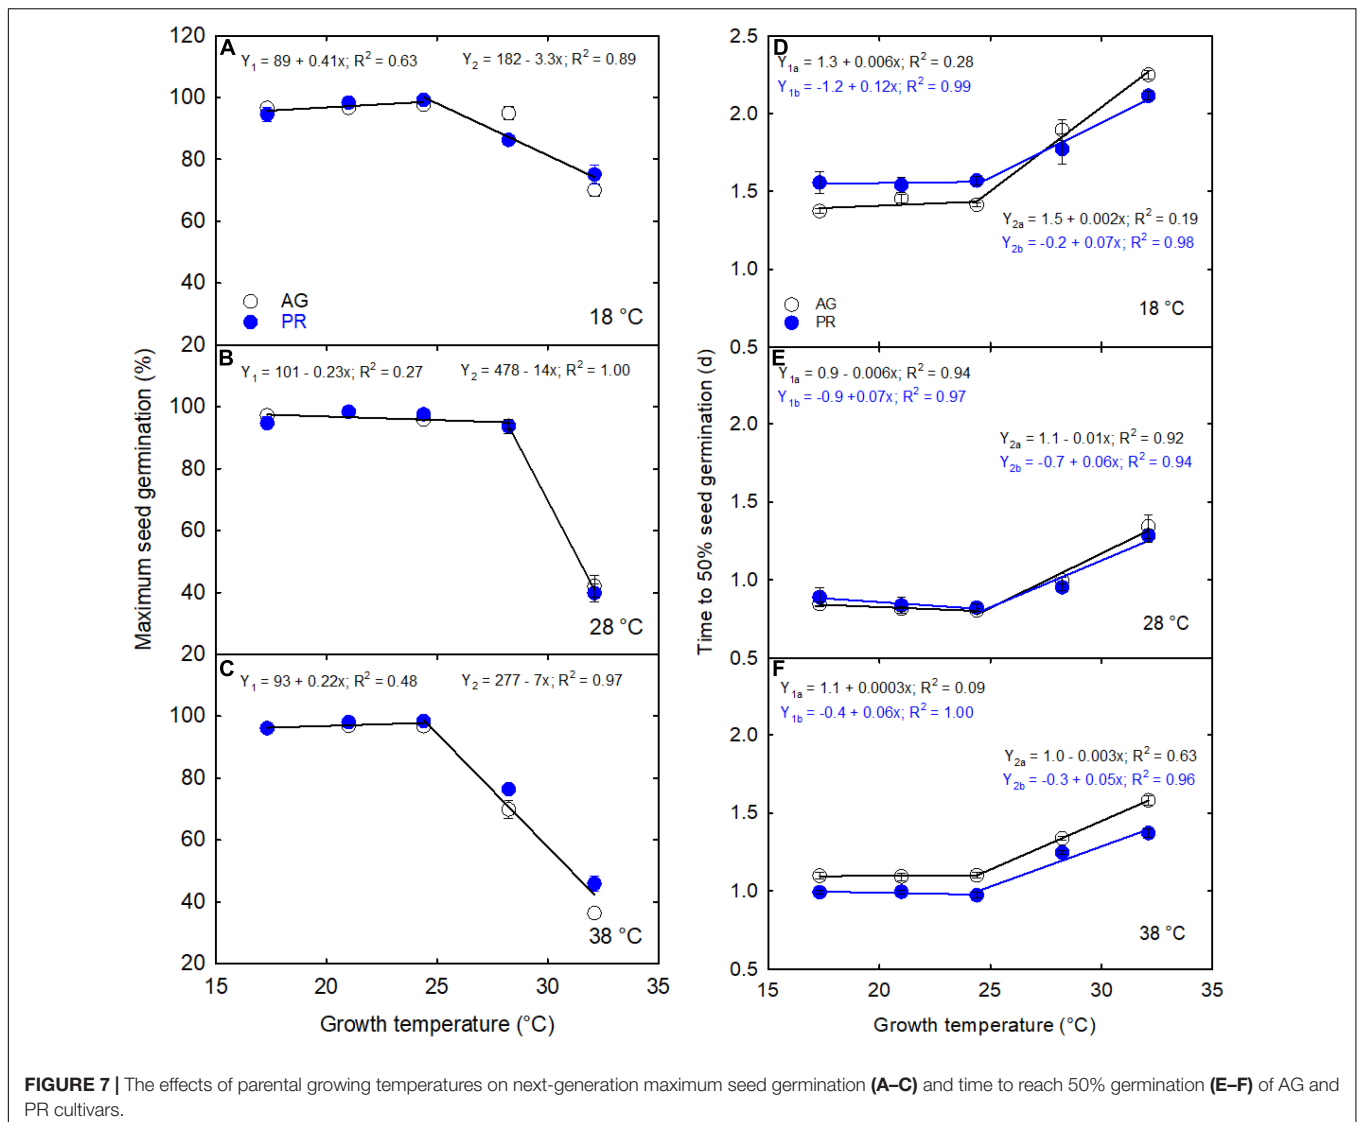 A
Y1 = 89 + 0.41x; R2 = 0.63
Y2 = 182 - 3.3x; R2 = 0.89
120
100
80
60
40
20
AG
PR
18 °C
B
Y1 = 101 - 0.23x; R2 = 0.27
Y2 = 478 - 14x; R2 = 1.00
100
80
60
40
20
28 °C
Maximum seed germination (%)
C
Y1 = 93 + 0.22x; R2 = 0.48
Y2 = 277 - 7x; R2 = 0.97
100
80
60
40
20
38 °C
15 20 25 30 35
Growth temperature (°C)
D
Y1a = 1.3 + 0.006x; R2 = 0.28
Y1b = -1.2 + 0.12x; R2 = 0.99
Y2a = 1.5 + 0.002x; R2 = 0.19
Y2b = -0.2 + 0.07x; R2 = 0.98
2.5
2.0
1.5
1.0
0.5
AG
PR
18 °C
E
Y1a = 0.9 - 0.006x; R2 = 0.94
Y1b = -0.9 +0.07x; R2 = 0.97
Y2a = 1.1 - 0.01x; R2 = 0.92
Y2b = -0.7 + 0.06x; R2 = 0.94
2.0
1.5
1.0
0.5
28 °C
Time to 50% seed germination (d)
F
Y1a = 1.1 + 0.0003x; R2 = 0.09
Y1b = -0.4 + 0.06x; R2 = 1.00
Y2a = 1.0 - 0.003x; R2 = 0.63
Y2b = -0.3 + 0.05x; R2 = 0.96
2.0
1.5
1.0
0.5
38 °C
15 20 25 30 35
Growth temperature (°C)
FIGURE 7 | The effects of parental growing temperatures on next-generation maximum seed germination (A–C) and time to reach 50% germination (E–F) of AG and
PR cultivars.